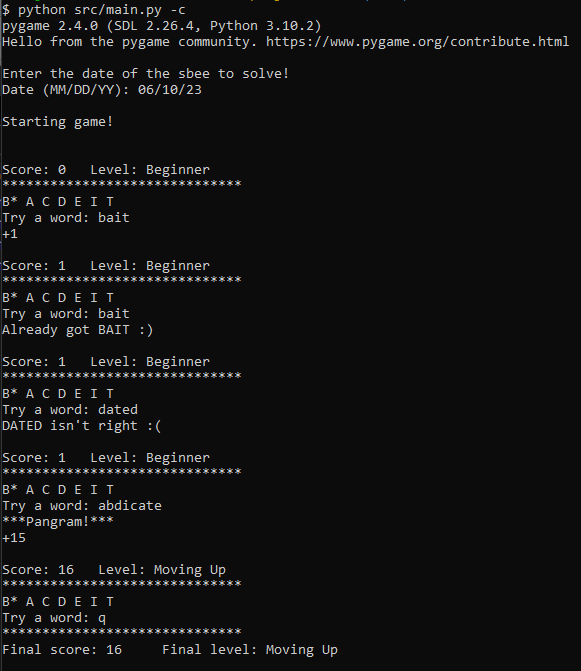 $ python src/main.py -c
pygame 2.4.0 (SDL 2.26.4, Python 3.10.2)
Hello from the pygame community. https://www.pygame.org/contribute.html
Enter the date of the sbee to solve!
Date (MM/DD/YY): 06/10/23
Starting game!
Score: 0   Level: Beginner
******************************
B* A C D E I T
Try a word: bait
+1
Score: 1   Level: Beginner
******************************
B* A C D E I T
Try a word: bait
Already got BAIT :)
Score: 1   Level: Beginner
******************************
B* A C D E I T
Try a word: dated
DATED isn't right :(
Score: 1   Level: Beginner
******************************
B* A C D E I T
Try a word: abdicate
***Pangram!***
+15
Score: 16   Level: Moving Up
******************************
B* A C D E I T
Try a word: q
******************************
Final score: 16     Final level: Moving Up